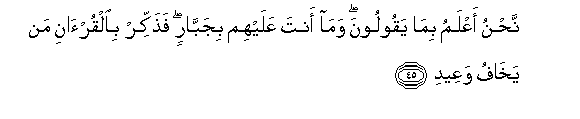 نَّحْنُ أَعْلَمُ بِمَا يَقُولُونَ ۖ وَمَآ أَنتَ عَلَيْهِم بِجَبَّارٍ ۖ فَذَكِّرْ بِٱلْقُرْءَانِ مَن
يَخَافُ وَعِيدِ ٤٥